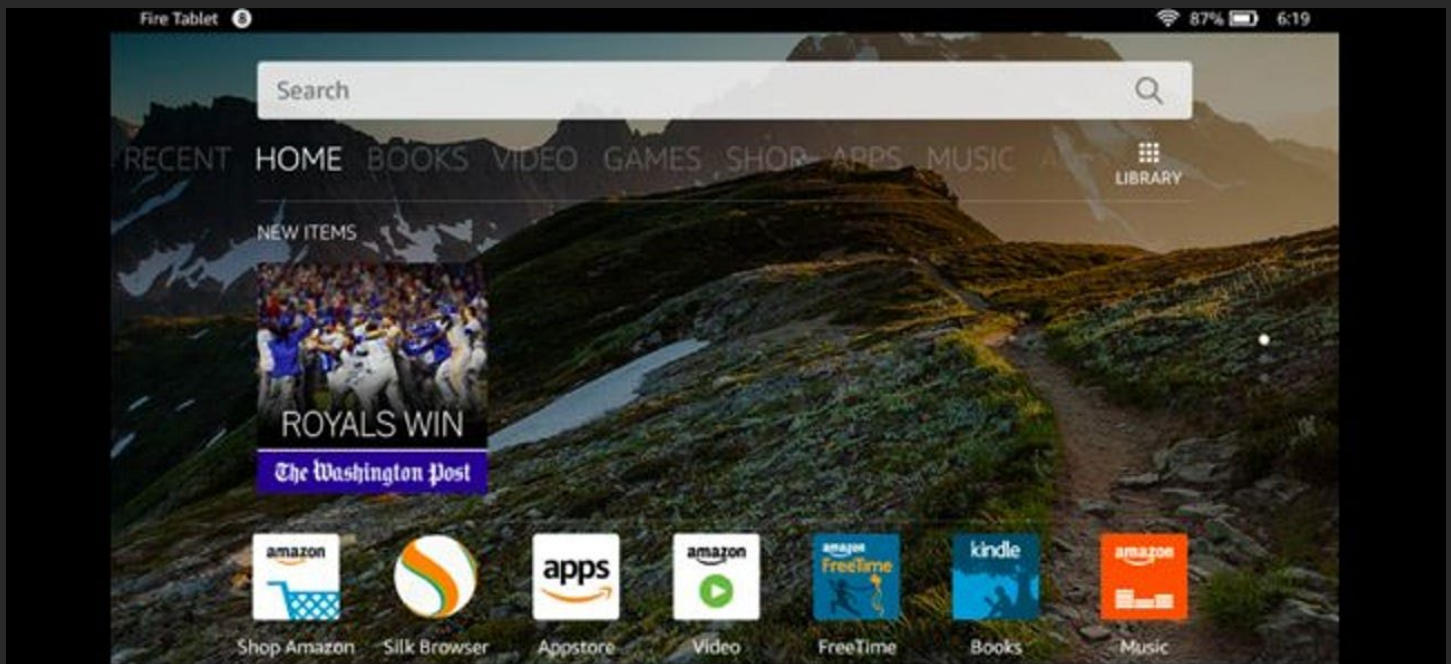 Fire Tablet 8 87% 6:19
Search
RECENT HOME BOOKS VIDEO GAMES SHOP APPS MUSIC
LIBRARY
NEW ITEMS
ROYALS WIN
The Washington Post
amazon apps amazon amazon FreeTime kindle amazon
Shop Amazon Silk Browser Appstore Video FreeTime Books Music